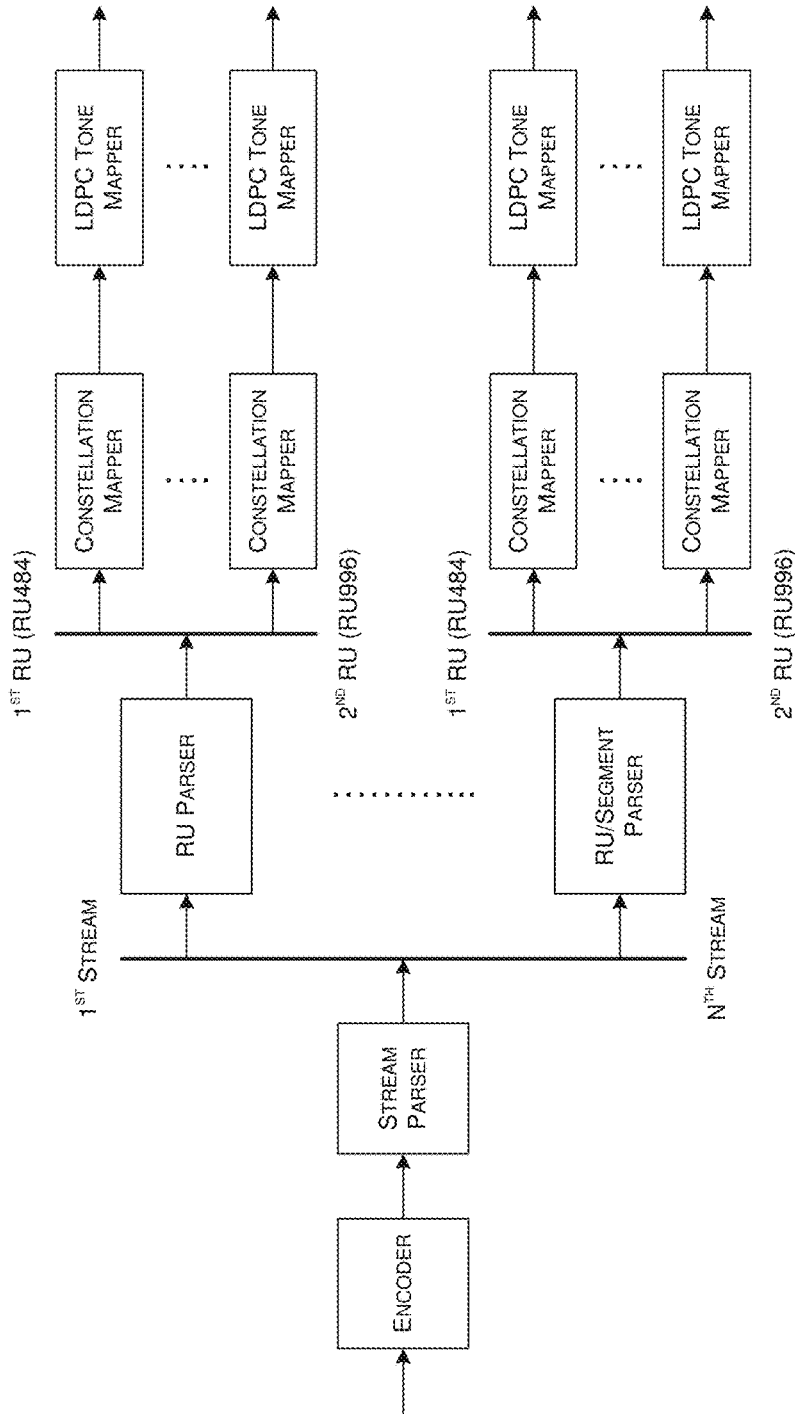 ENCODER
STREAM
PARSER
1ST STREAM
NTH STREAM
RU PARSER
RU/SEGMENT
PARSER
1ST RU (RU484)
2ND RU (RU996)
1ST RU (RU484)
2ND RU (RU996)
CONSTELLATION
MAPPER
CONSTELLATION
MAPPER
CONSTELLATION
MAPPER
CONSTELLATION
MAPPER
LDPC TONE
MAPPER
LDPC TONE
MAPPER
LDPC TONE
MAPPER
LDPC TONE
MAPPER